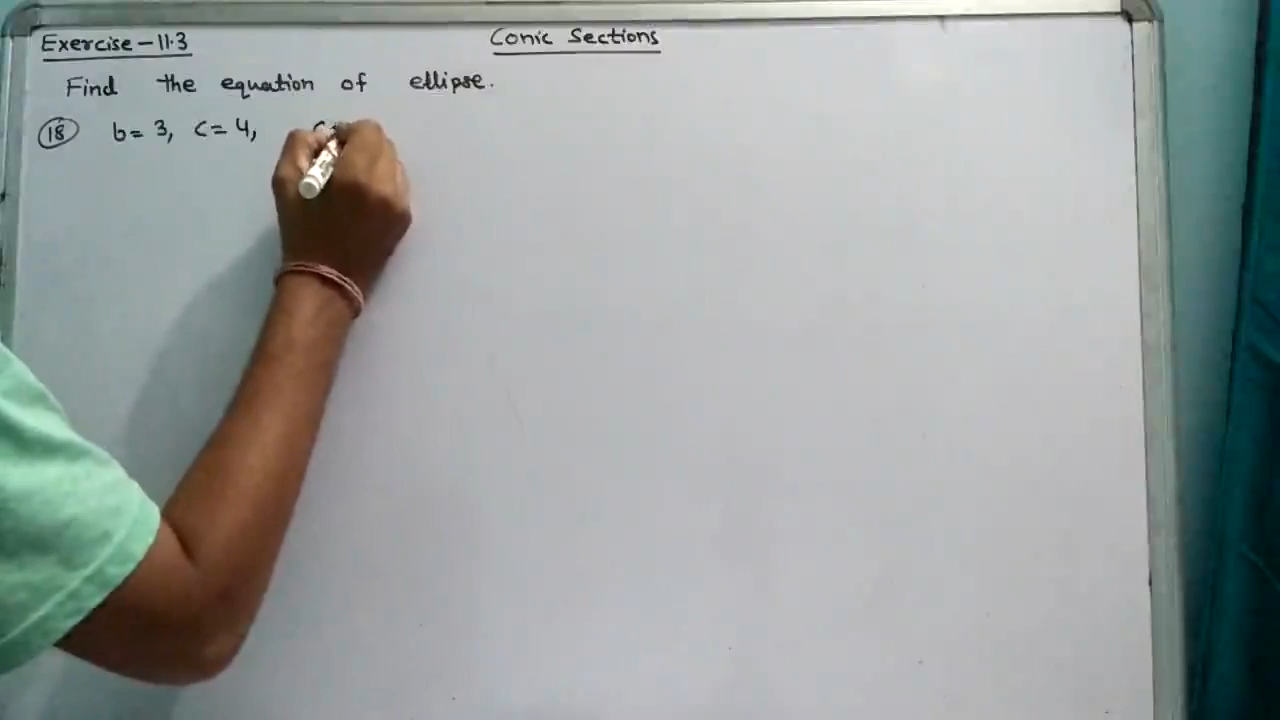 Exercise-11.3
Conic Sections
Find the equation of ellipse.
18 b= 3, c= 4,